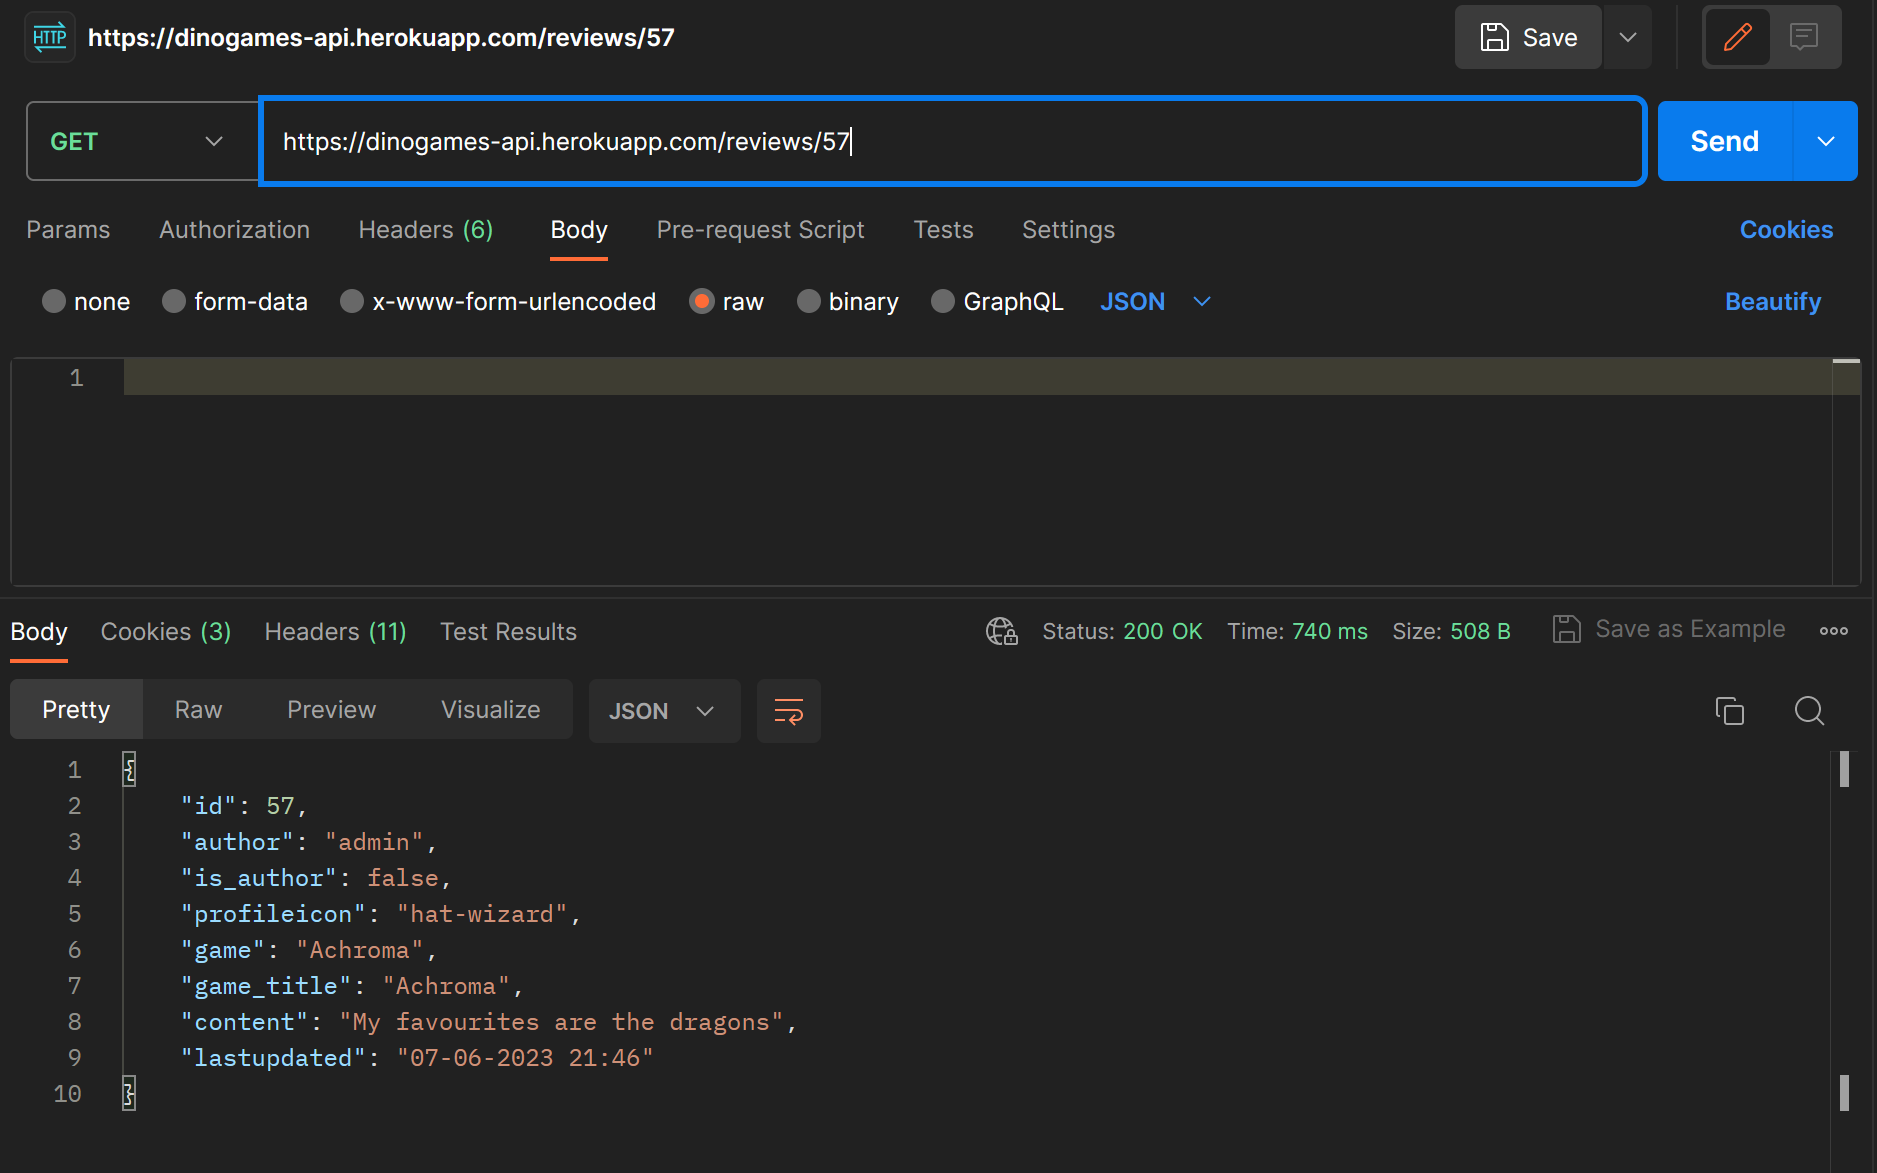 HTTP https://dinogames-api.herokuapp.com/reviews/57 Save
GET https://dinogames-api.herokuapp.com/reviews/57 Send
Params Authorization Headers (6) Body Pre-request Script Tests Settings Cookies
none form-data x-www-form-urlencoded raw binary GraphQL JSON Beautify
1
Body Cookies (3) Headers (11) Test Results Status: 200 OK Time: 740 ms Size: 508 B Save as Example
Pretty Raw Preview Visualize JSON
1 {
2 "id": 57,
3 "author": "admin",
4 "is_author": false,
5 "profileicon": "hat-wizard",
6 "game": "Achroma",
7 "game_title": "Achroma",
8 "content": "My favourites are the dragons",
9 "lastupdated": "07-06-2023 21:46"
10 }